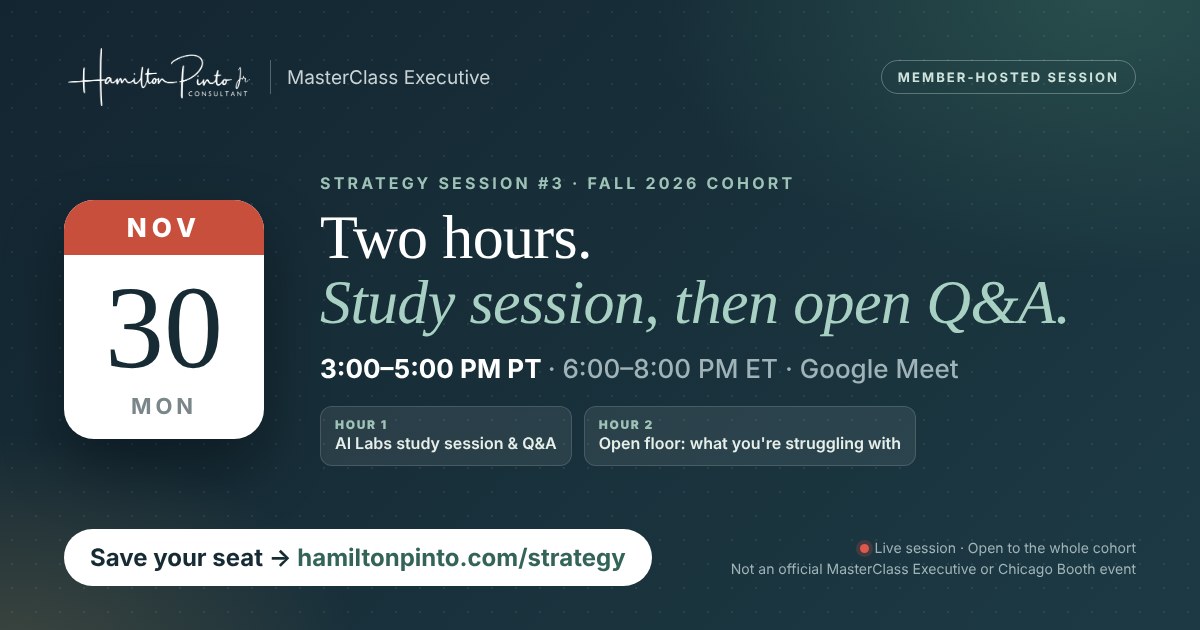 Hamilton Pinto Jr
CONSULTANT
MasterClass Executive
MEMBER-HOSTED SESSION
STRATEGY SESSION #3 · FALL 2026 COHORT
Two hours.
Study session, then open Q&A.
NOV
30
MON
3:00–5:00 PM PT · 6:00–8:00 PM ET · Google Meet
HOUR 1
AI Labs study session & Q&A
HOUR 2
Open floor: what you're struggling with
Save your seat → hamiltonpinto.com/strategy
Live session · Open to the whole cohort
Not an official MasterClass Executive or Chicago Booth event